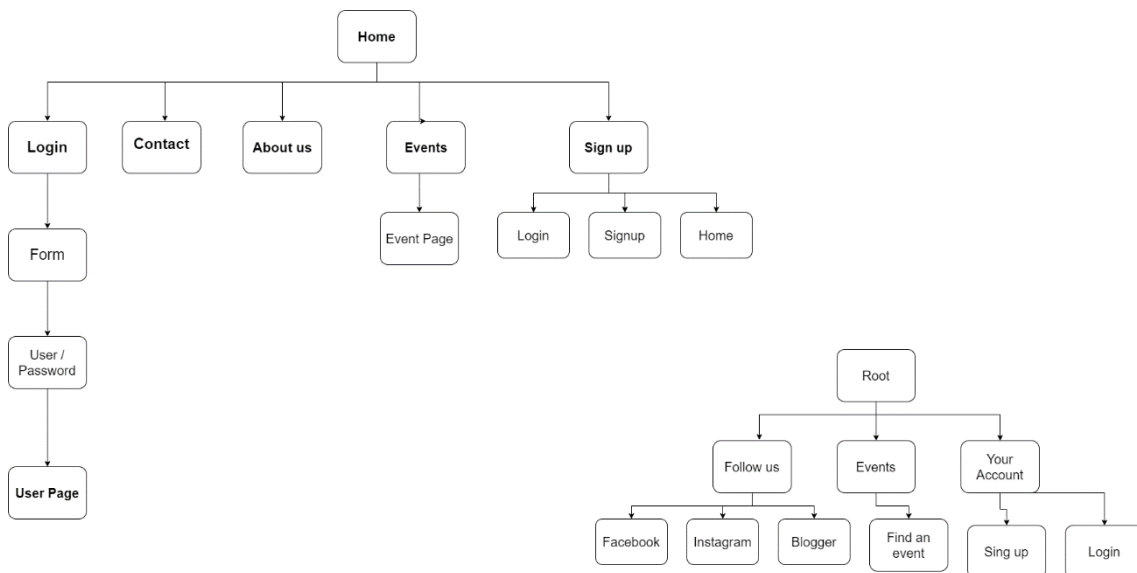 Home
Login
Contact
About us
Events
Sign up
Event Page
Login
Signup
Home
Form
User /
Password
User Page
Root
Follow us
Events
Your
Account
Facebook
Instagram
Blogger
Find an
event
Sing up
Login